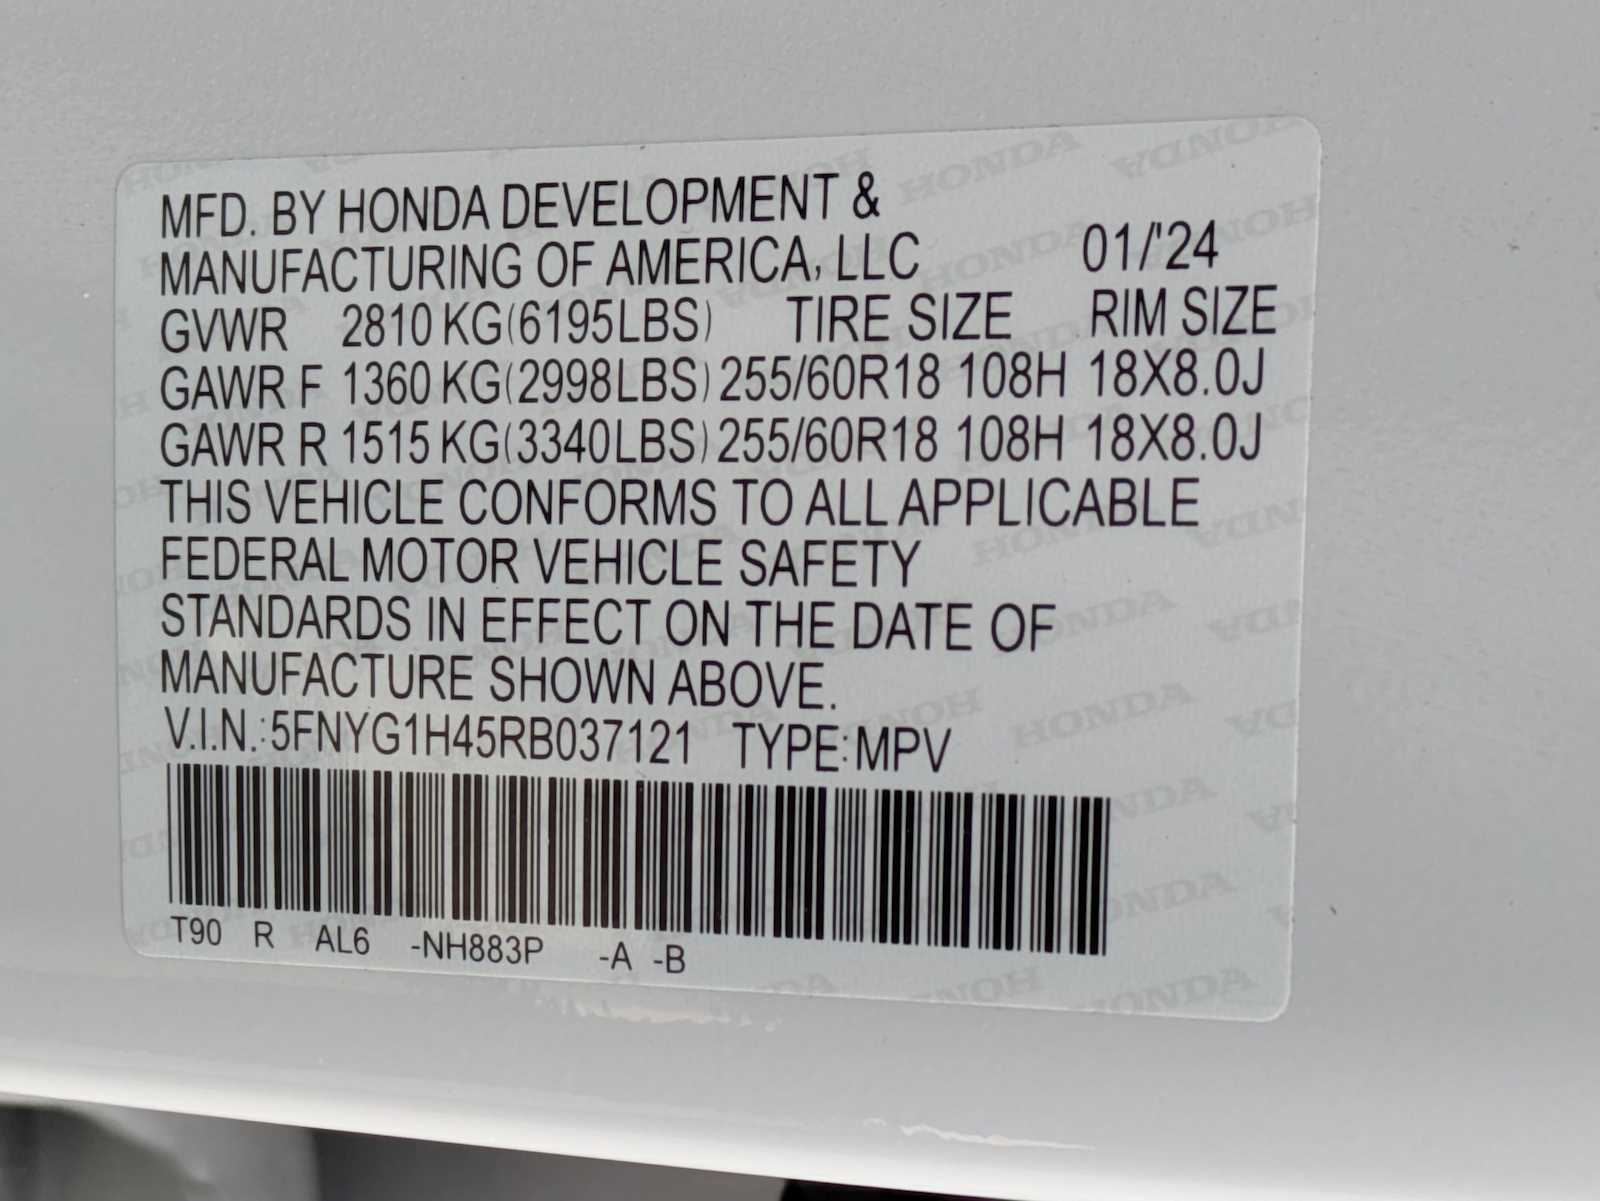 MFD. BY HONDA DEVELOPMENT &
MANUFACTURING OF AMERICA, LLC 01/'24
GVWR 2810 KG(6195LBS) TIRE SIZE RIM SIZE
GAWR F 1360 KG(2998LBS) 255/60R18 108H 18X8.0J
GAWR R 1515 KG(3340LBS) 255/60R18 108H 18X8.0J
THIS VEHICLE CONFORMS TO ALL APPLICABLE
FEDERAL MOTOR VEHICLE SAFETY
STANDARDS IN EFFECT ON THE DATE OF
MANUFACTURE SHOWN ABOVE.
V.I.N.:5FNYG1H45RB037121 TYPE:MPV
T90 R AL6 -NH883P -A -B